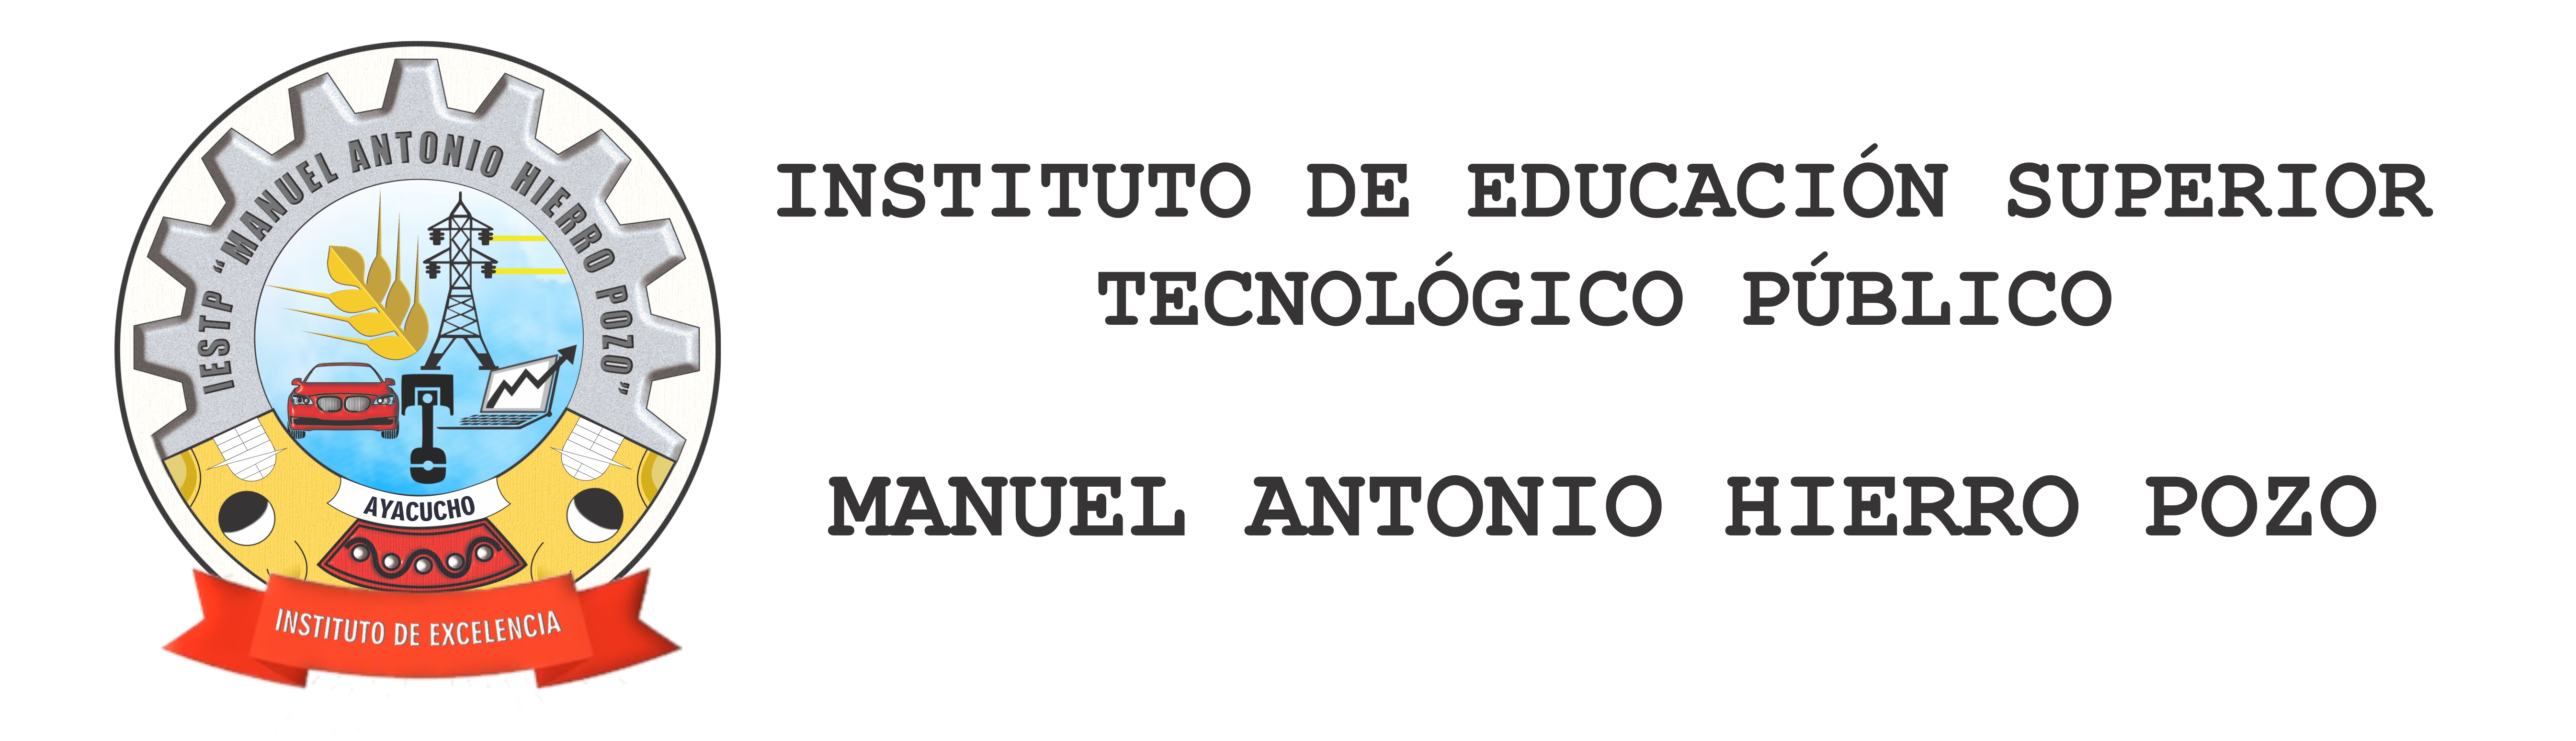 IESTP “MANUEL ANTONIO HIERRO POZO”
AYACUCHO
INSTITUTO DE EXCELENCIA
INSTITUTO DE EDUCACIÓN SUPERIOR
TECNOLÓGICO PÚBLICO
MANUEL ANTONIO HIERRO POZO